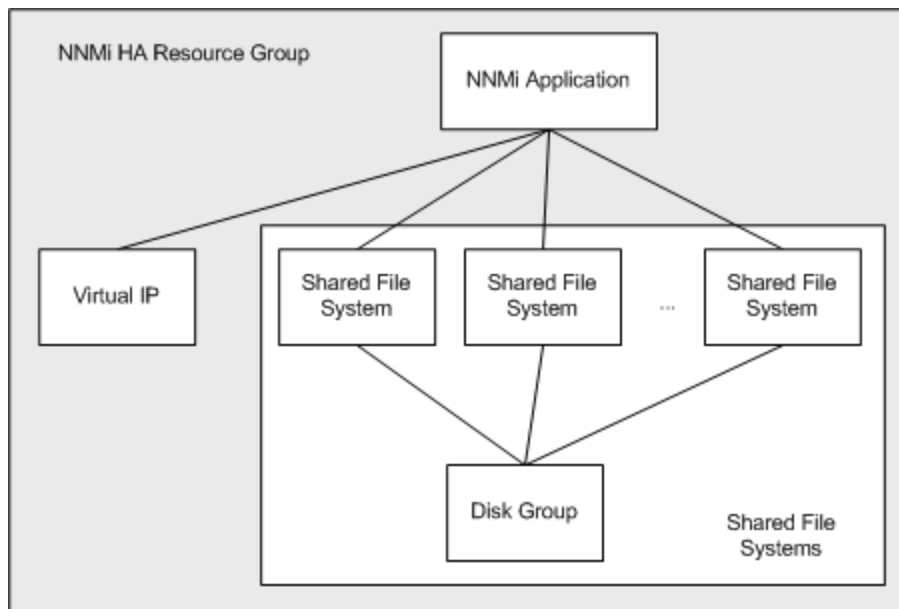 NNMi HA Resource Group
NNMi Application
Virtual IP
Shared File
System
Shared File
System
...
Shared File
System
Disk Group
Shared File
Systems